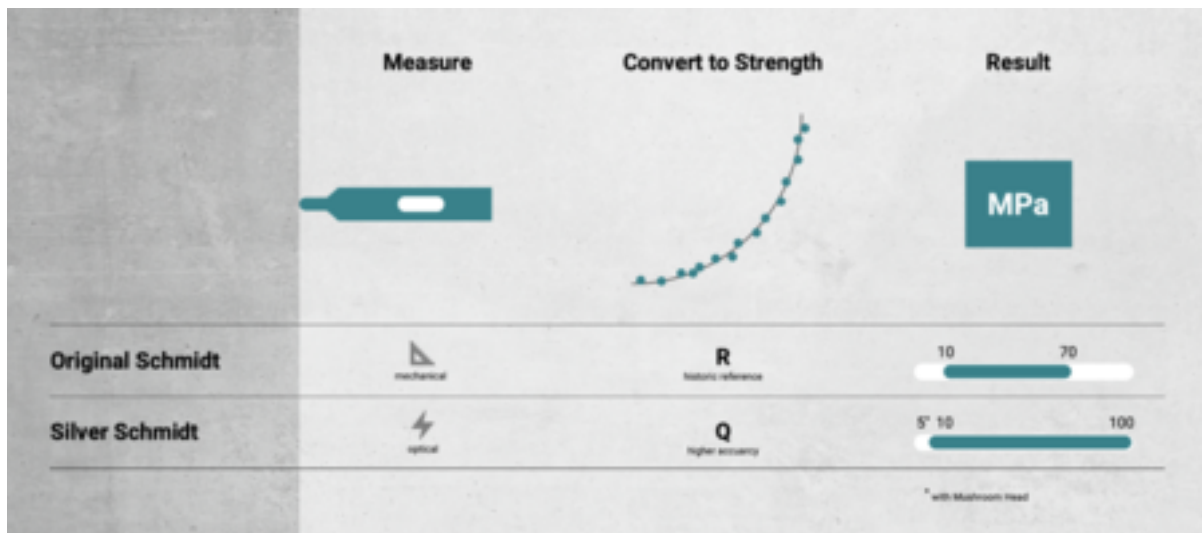 Measure Convert to Strength Result
MPa
Original Schmidt
mechanical
R
historic reference
10 70
Silver Schmidt
optical
Q
higher accuancy
5* 10 100
* with Mushroom Head